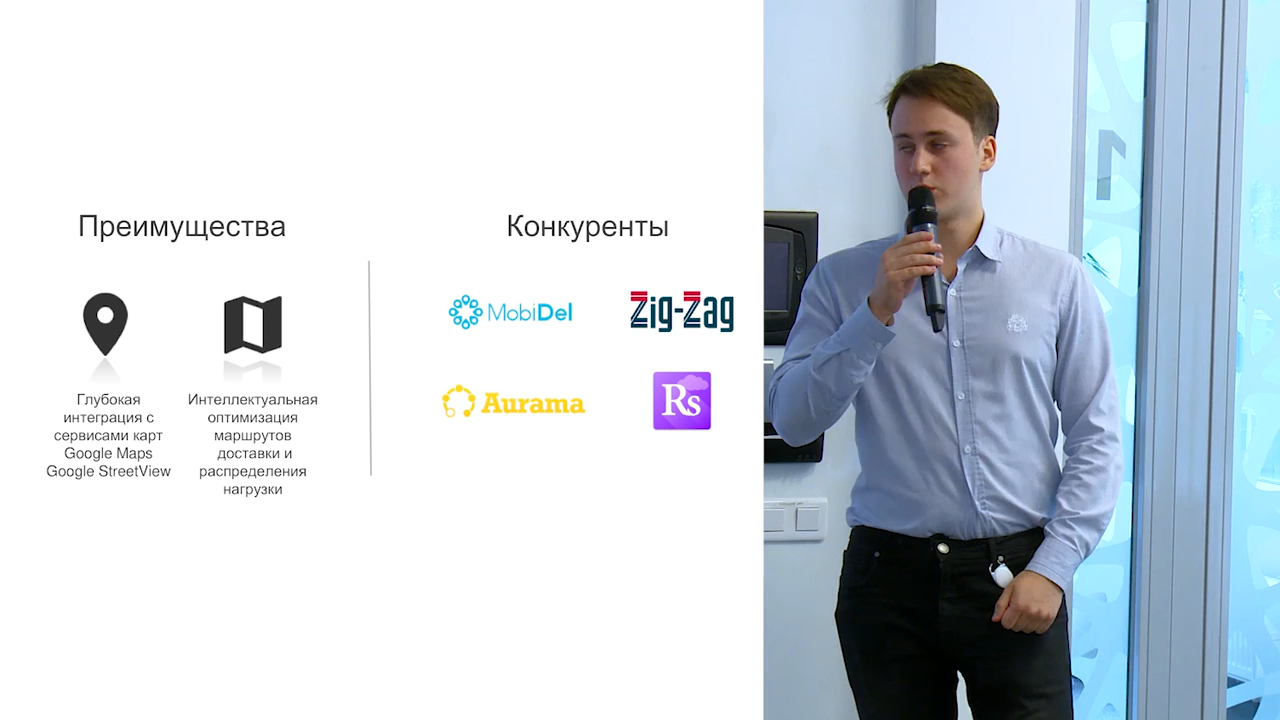 Преимущества
Глубокая
интеграция с
сервисами карт
Google Maps
Google StreetView
Интеллектуальная
оптимизация
маршрутов
доставки и
распределения
нагрузки
Конкуренты
MobiDel
Zig-Zag
Aurama
Rs
1